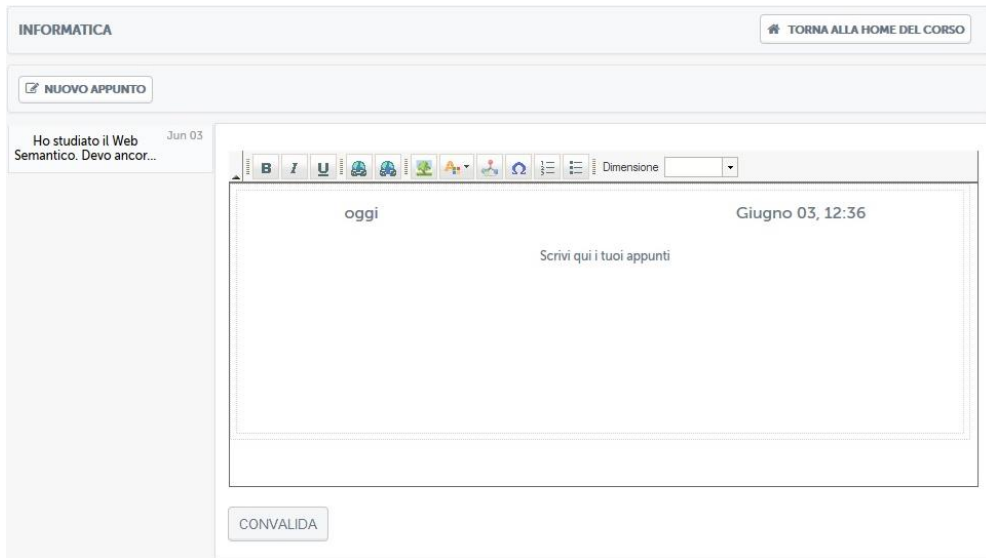 INFORMATICA
TORNA ALLA HOME DEL CORSO
NUOVO APPUNTO
Ho studiato il Web Jun 03
Semantico. Devo ancor...
B I U A Ω Dimensione
oggi Giugno 03, 12:36
Scrivi qui i tuoi appunti
CONVALIDA